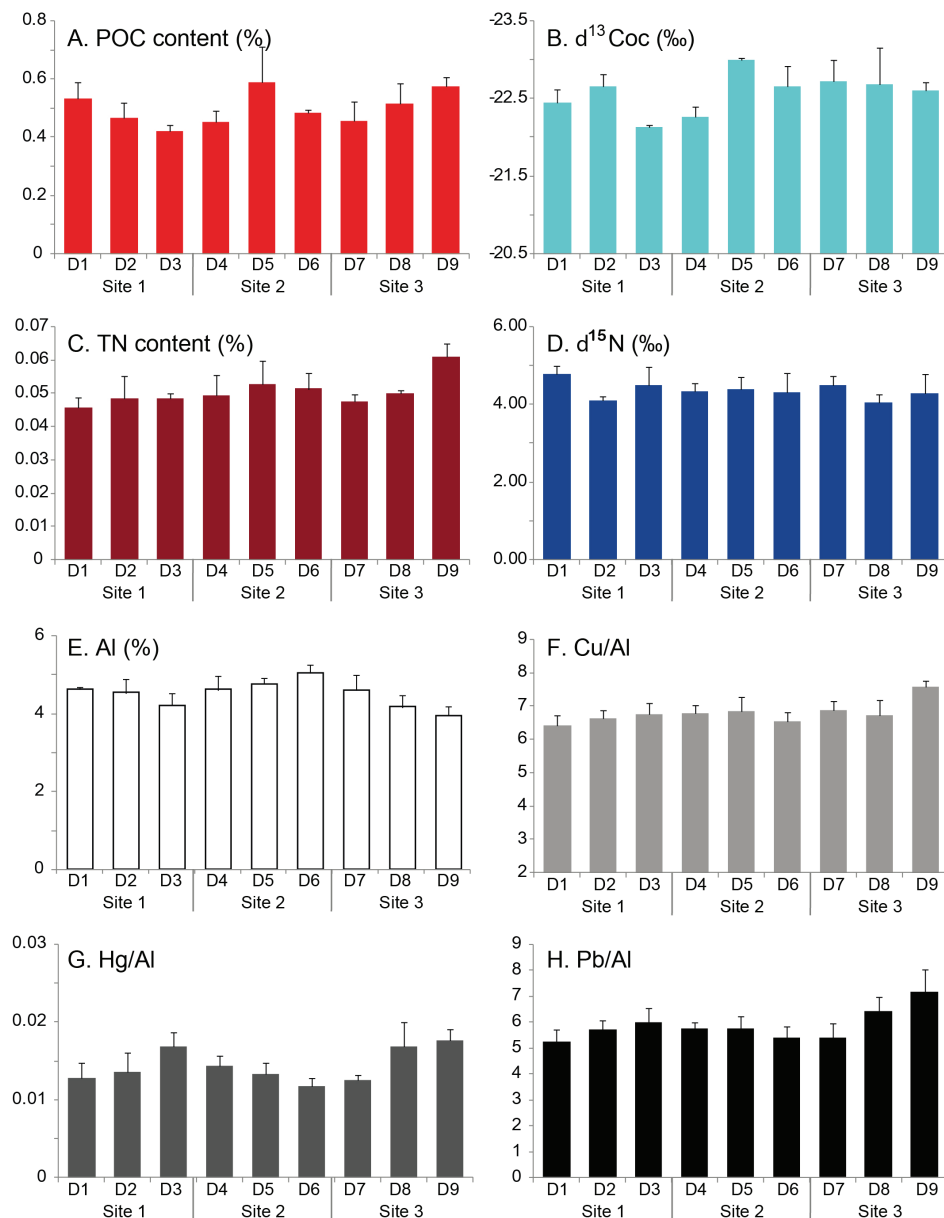 A. POC content (%)
0.8
0.6
0.4
0.2
0
D1 D2 D3 D4 D5 D6 D7 D8 D9
Site 1 Site 2 Site 3
B. d¹³Coc (‰)
-23.5
-22.5
-21.5
-20.5
D1 D2 D3 D4 D5 D6 D7 D8 D9
Site 1 Site 2 Site 3
C. TN content (%)
0.07
0.06
0.05
0.04
0.03
0.02
0.01
0
D1 D2 D3 D4 D5 D6 D7 D8 D9
Site 1 Site 2 Site 3
D. d¹⁵N (‰)
6.00
4.00
2.00
0.00
D1 D2 D3 D4 D5 D6 D7 D8 D9
Site 1 Site 2 Site 3
E. Al (%)
6
4
2
0
D1 D2 D3 D4 D5 D6 D7 D8 D9
Site 1 Site 2 Site 3
F. Cu/Al
9
8
7
6
5
4
3
2
D1 D2 D3 D4 D5 D6 D7 D8 D9
Site 1 Site 2 Site 3
G. Hg/Al
0.03
0.02
0.01
0
D1 D2 D3 D4 D5 D6 D7 D8 D9
Site 1 Site 2 Site 3
H. Pb/Al
9
8
7
6
5
4
3
2
1
0
D1 D2 D3 D4 D5 D6 D7 D8 D9
Site 1 Site 2 Site 3